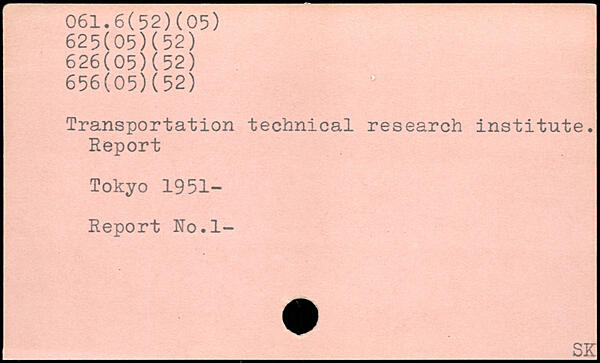 061.6(52)(05)
625(05)(52)
626(05)(52)
656(05)(52)
Transportation technical research institute.
Report
Tokyo 1951-
Report No.1-
SK